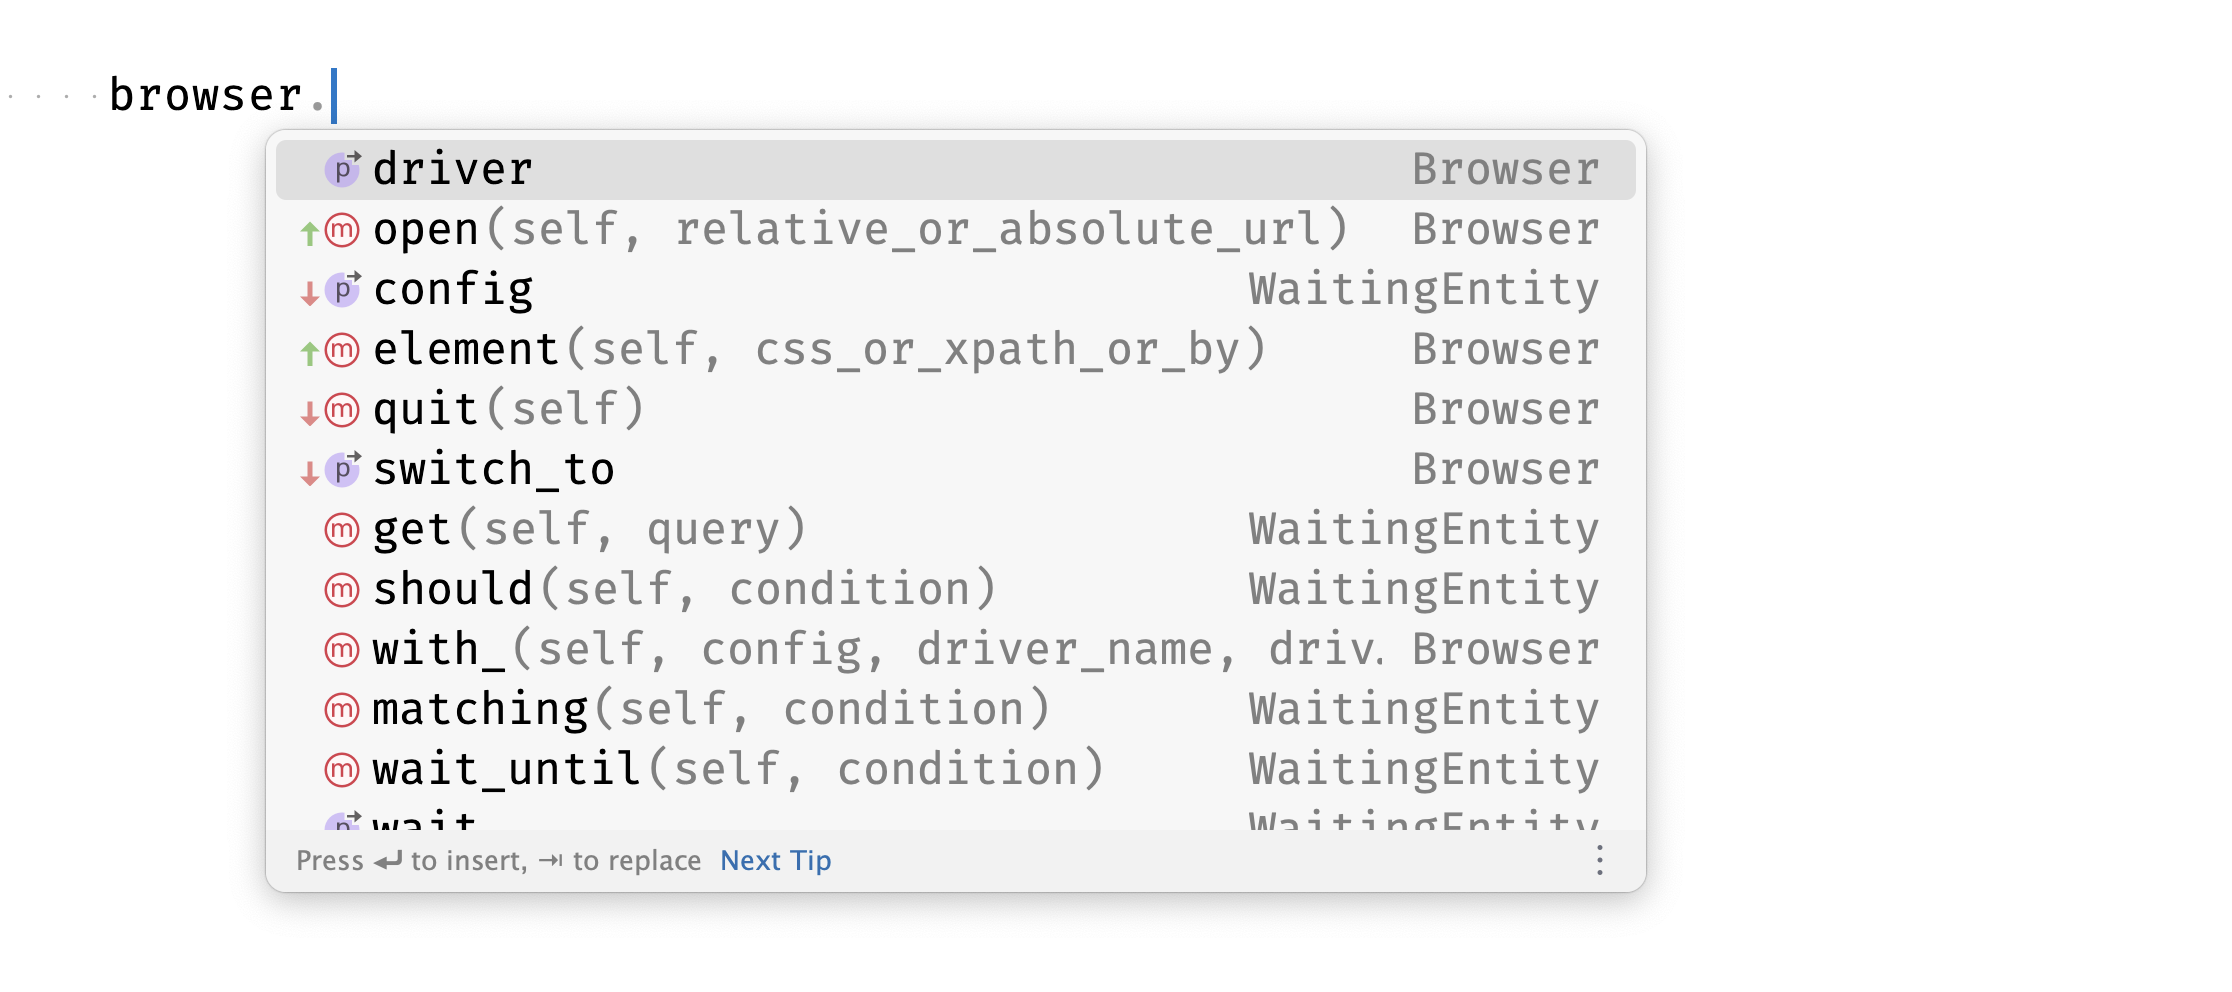 browser.
driver Browser
open(self, relative_or_absolute_url) Browser
config WaitingEntity
element(self, css_or_xpath_or_by) Browser
quit(self) Browser
switch_to Browser
get(self, query) WaitingEntity
should(self, condition) WaitingEntity
with_(self, config, driver_name, driv. Browser
matching(self, condition) WaitingEntity
wait_until(self, condition) WaitingEntity
wait WaitingEntity
Press ↵ to insert, ⇥ to replace Next Tip